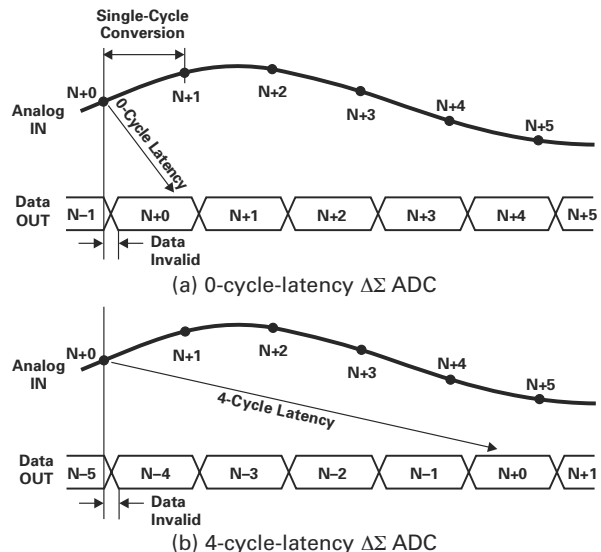 Single-Cycle
Conversion
N+0
N+1
N+2
N+3
N+4
N+5
Analog
IN
0-Cycle Latency
Data
OUT
N–1
N+0
N+1
N+2
N+3
N+4
N+5
Data
Invalid
(a) 0-cycle-latency ΔΣ ADC
N+0
N+1
N+2
N+3
N+4
N+5
Analog
IN
4-Cycle Latency
Data
OUT
N–5
N–4
N–3
N–2
N–1
N+0
N+1
Data
Invalid
(b) 4-cycle-latency ΔΣ ADC